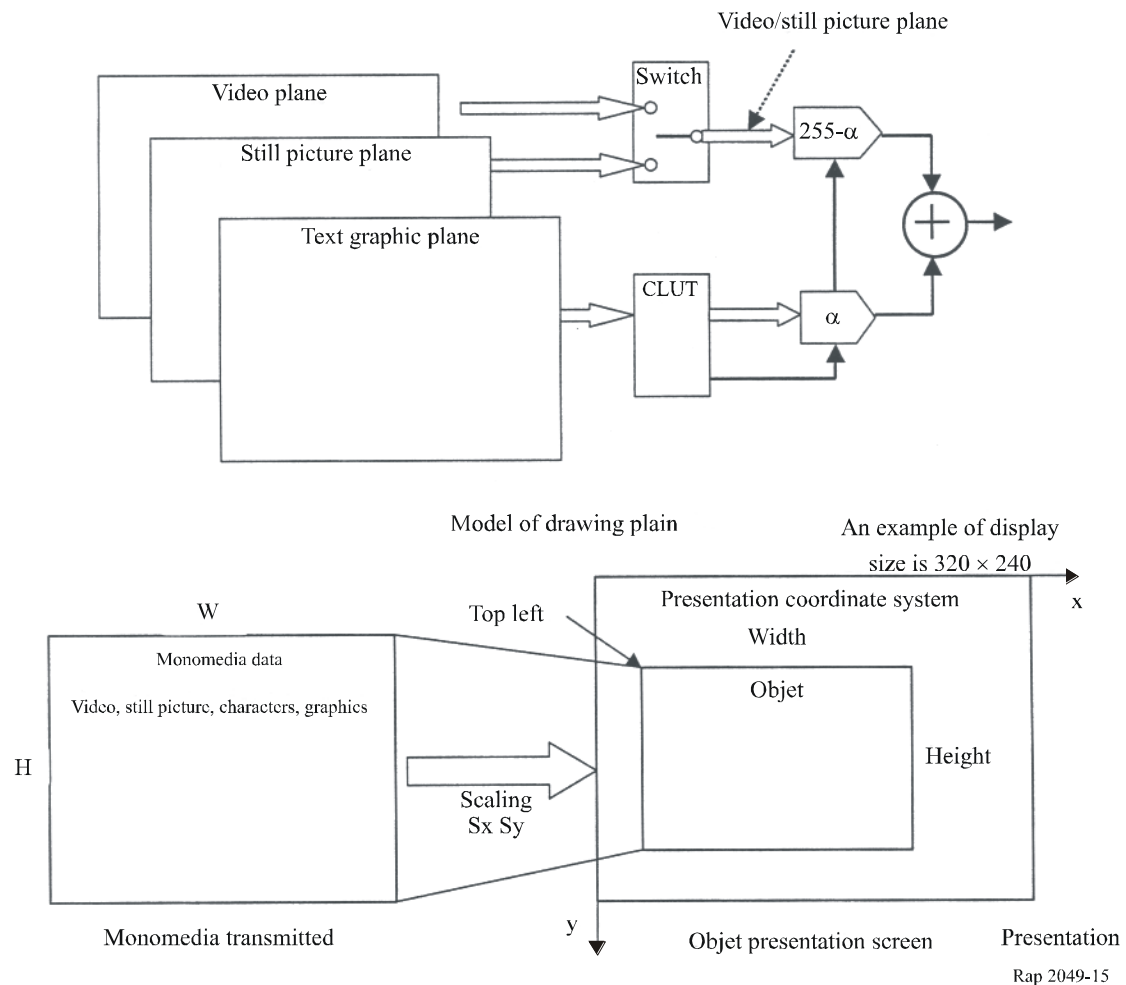 Video/still picture plane
Switch
Video plane
255-α
Still picture plane
Text graphic plane
CLUT
α
Model of drawing plain
An example of display
size is 320 × 240
Presentation coordinate system
x
W
Top left
Width
Monomedia data
Objet
Video, still picture, characters, graphics
H
Height
Scaling
Sx Sy
y
Monomedia transmitted
Objet presentation screen
Presentation
Rap 2049-15